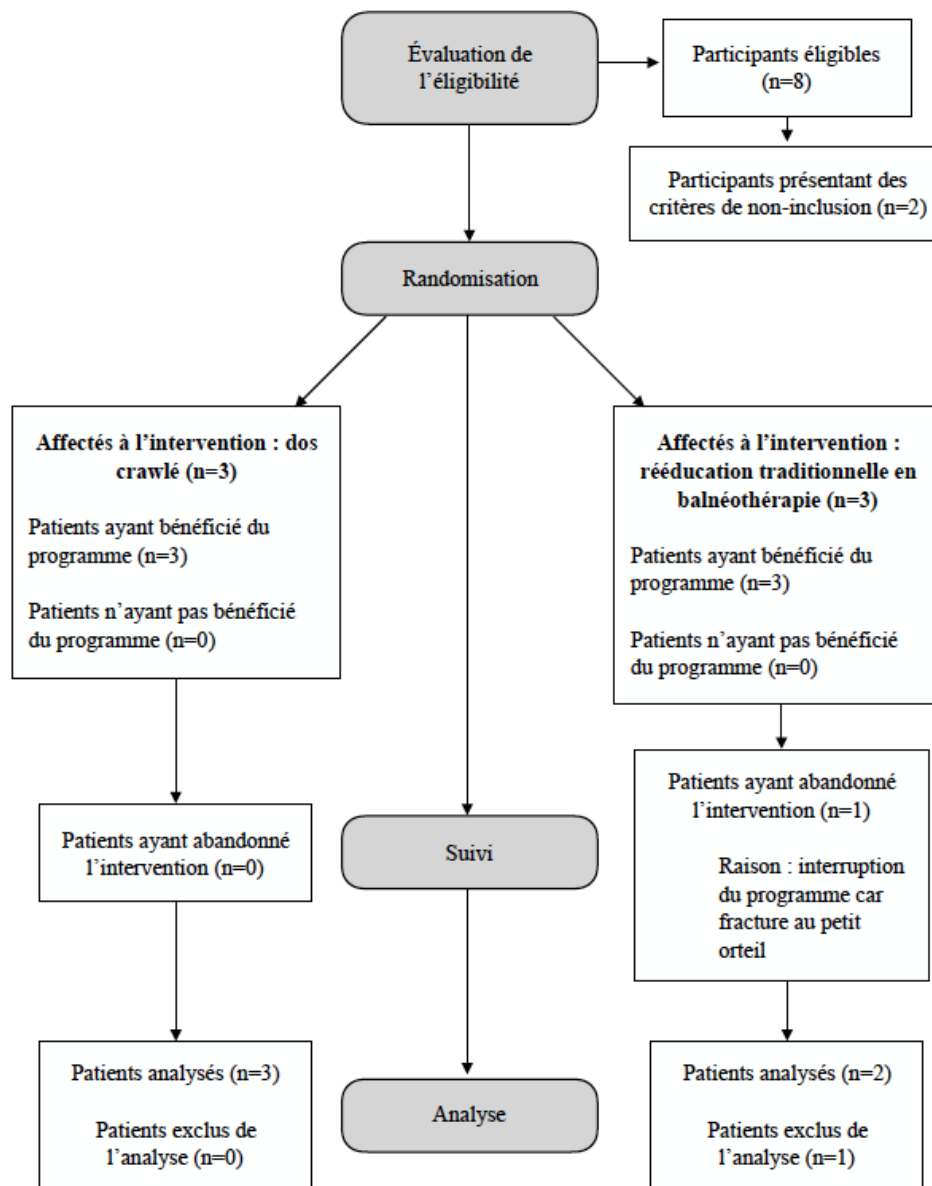 Évaluation de
l'éligibilité
Participants éligibles
(n=8)
Participants présentant des
critères de non-inclusion (n=2)
Randomisation
Affectés à l'intervention : dos
crawlé (n=3)
Patients ayant bénéficié du
programme (n=3)
Patients n'ayant pas bénéficié
du programme (n=0)
Affectés à l'intervention :
rééducation traditionnelle en
balnéothérapie (n=3)
Patients ayant bénéficié du
programme (n=3)
Patients n'ayant pas bénéficié
du programme (n=0)
Patients ayant abandonné
l'intervention (n=0)
Suivi
Patients ayant abandonné
l'intervention (n=1)
Raison : interruption
du programme car
fracture au petit
orteil
Patients analysés (n=3)
Patients exclus de
l'analyse (n=0)
Analyse
Patients analysés (n=2)
Patients exclus de
l'analyse (n=1)